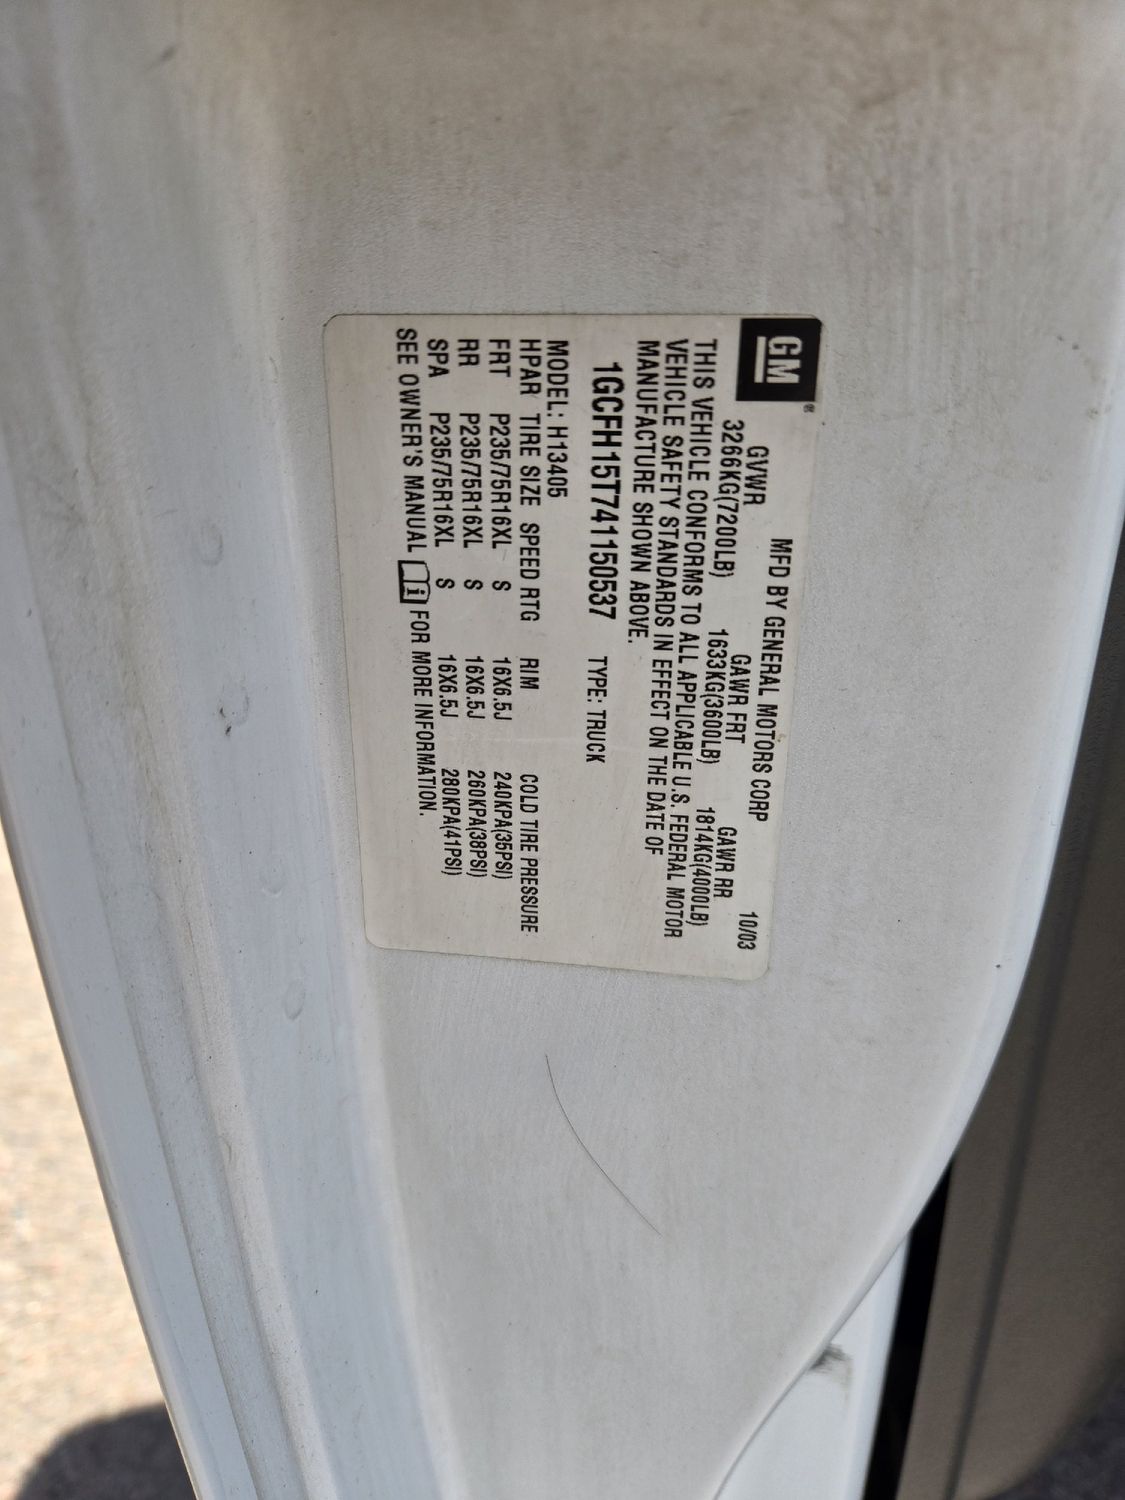 GM ®
MFD BY GENERAL MOTORS CORP 10/03
GVWR GAWR FRT GAWR RR
3266KG(7200LB) 1633KG(3600LB) 1814KG(4000LB)
THIS VEHICLE CONFORMS TO ALL APPLICABLE U.S. FEDERAL MOTOR
VEHICLE SAFETY STANDARDS IN EFFECT ON THE DATE OF
MANUFACTURE SHOWN ABOVE.
1GCFH15T741150537 TYPE: TRUCK
MODEL: H13405
HPAR TIRE SIZE SPEED RTG RIM COLD TIRE PRESSURE
FRT P235/75R16XL S 16X6.5J 240KPA(35PSI)
RR P235/75R16XL S 16X6.5J 260KPA(38PSI)
SPA P235/75R16XL S 16X6.5J 280KPA(41PSI)
SEE OWNER'S MANUAL i FOR MORE INFORMATION.